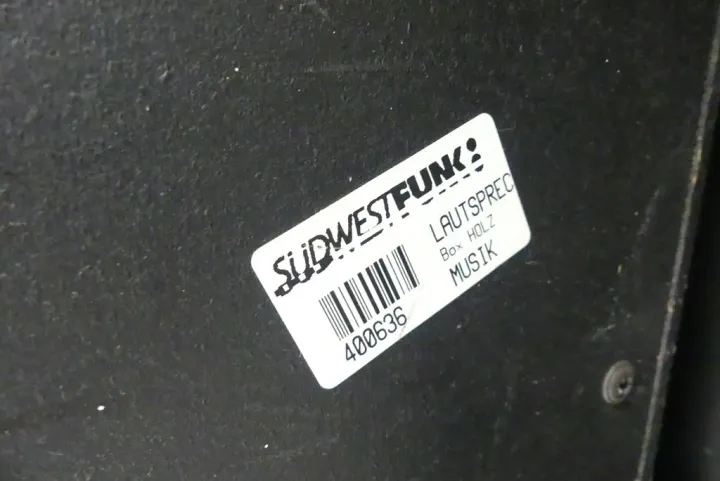 SÜDWESTFUNK
LAUTSPREC
Box HOLZ
MUSIK
400636